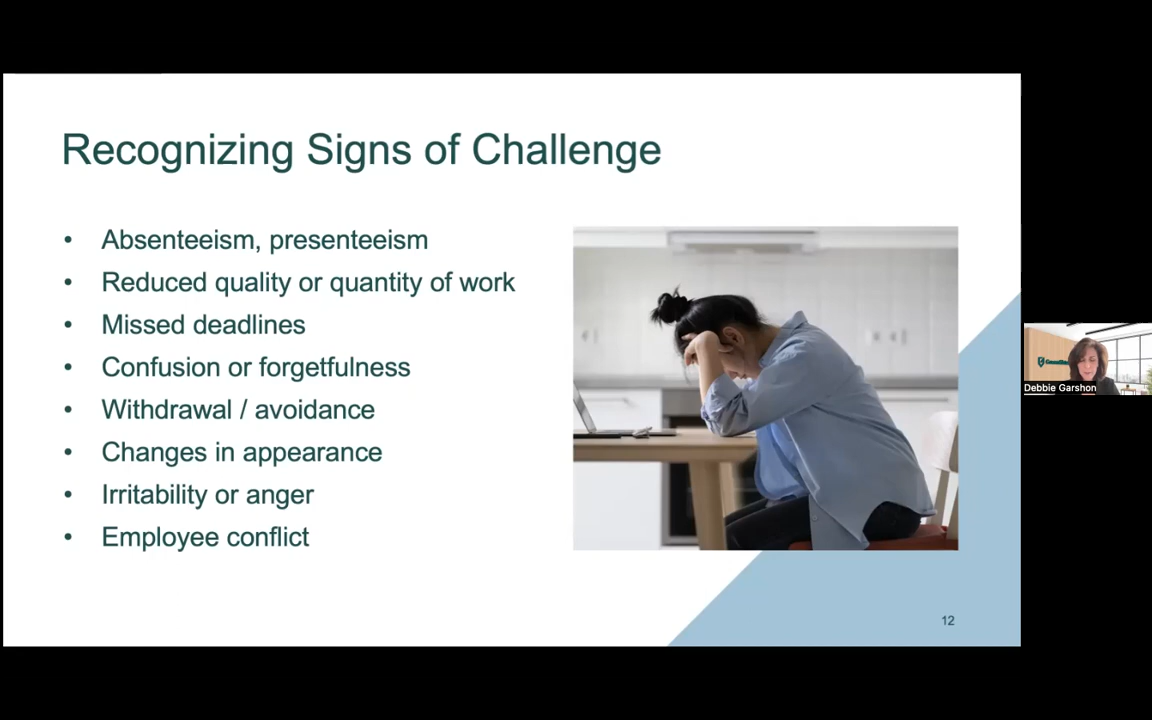 Recognizing Signs of Challenge
• Absenteeism, presenteeism
• Reduced quality or quantity of work
• Missed deadlines
• Confusion or forgetfulness
• Withdrawal / avoidance
• Changes in appearance
• Irritability or anger
• Employee conflict
12
Debbie Garshon